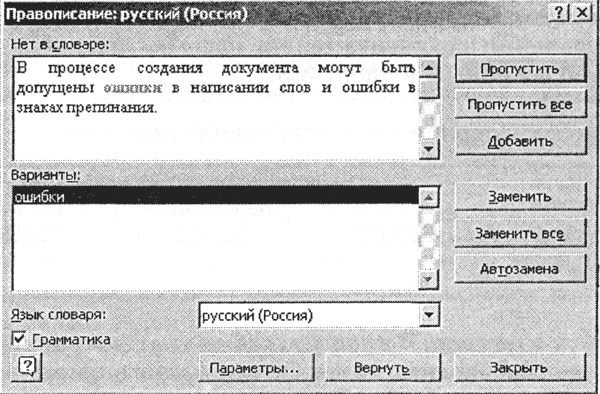 Правописание: русский (Россия)
Нет в словаре:
В процессе создания документа могут быть
допущены в написании слов и ошибки в
знаках препинания.
Пропустить
Пропустить все
Добавить
Варианты:
ошибки
Заменить
Заменить все
Автозамена
Язык словаря:
русский (Россия)
Грамматика
Параметры...
Вернуть
Закрыть